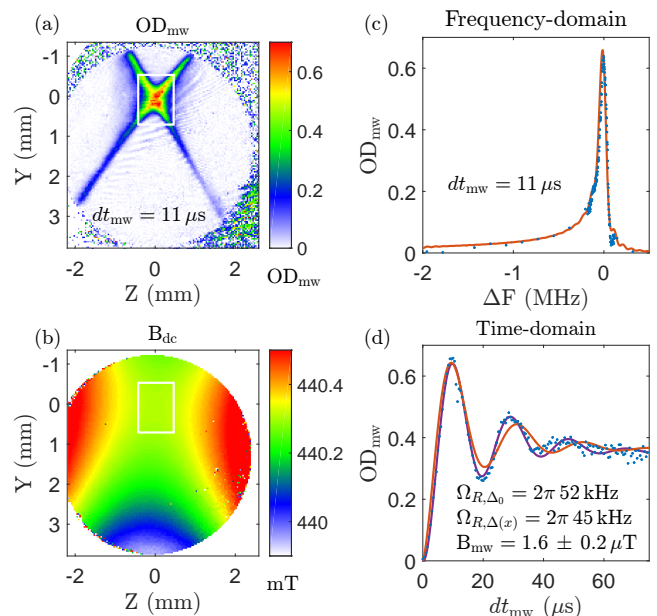 (a)
OD_mw
-1
0
1
2
3
Y (mm)
dt_mw = 11 μs
-2
0
2
Z (mm)
0.6
0.4
0.2
0
OD_mw
(c)
Frequency-domain
0.6
0.4
0.2
0
OD_mw
dt_mw = 11 μs
-2
-1
0
ΔF (MHz)
(b)
B_dc
-1
0
1
2
3
Y (mm)
-2
0
2
Z (mm)
440.4
440.2
440
mT
(d)
Time-domain
0.6
0.4
0.2
0
OD_mw
Ω_R,Δ₀ = 2π 52 kHz
Ω_R,Δ(x) = 2π 45 kHz
B_mw = 1.6 ± 0.2 μT
0
20
40
60
dt_mw (μs)